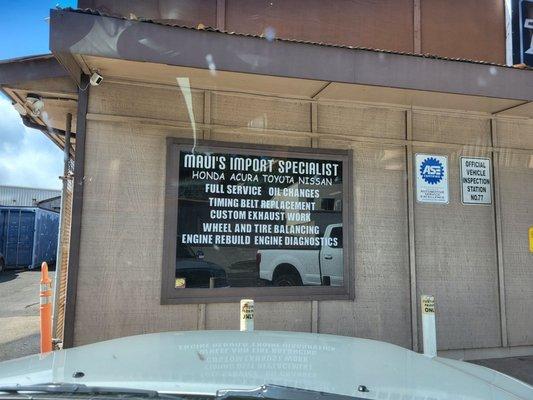 MAUI'S IMPORT SPECIALIST
HONDA ACURA TOYOTA NISSAN
FULL SERVICE OIL CHANGES
TIMING BELT REPLACEMENT
CUSTOM EXHAUST WORK
WHEEL AND TIRE BALANCING
ENGINE REBUILD ENGINE DIAGNOSTICS
ASE
OFFICIAL
VEHICLE
INSPECTION
STATION
NO.77